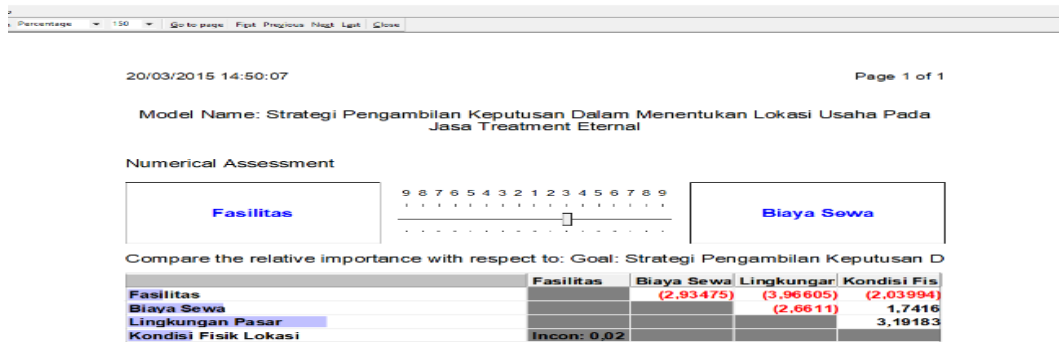 Percentage 150 Go to page First Previous Next Last Close
20/03/2015 14:50:07 Page 1 of 1
Model Name: Strategi Pengambilan Keputusan Dalam Menentukan Lokasi Usaha Pada
Jasa Treatment Eternal
Numerical Assessment
Fasilitas 9 8 7 6 5 4 3 2 1 2 3 4 5 6 7 8 9 Biaya Sewa
Compare the relative importance with respect to: Goal: Strategi Pengambilan Keputusan D
Fasilitas Biaya Sewa Lingkungar Kondisi Fis
Fasilitas (2,93475) (3,96605) (2,03994)
Biaya Sewa (2,6611) 1,7416
Lingkungan Pasar 3,19183
Kondisi Fisik Lokasi Incon: 0,02